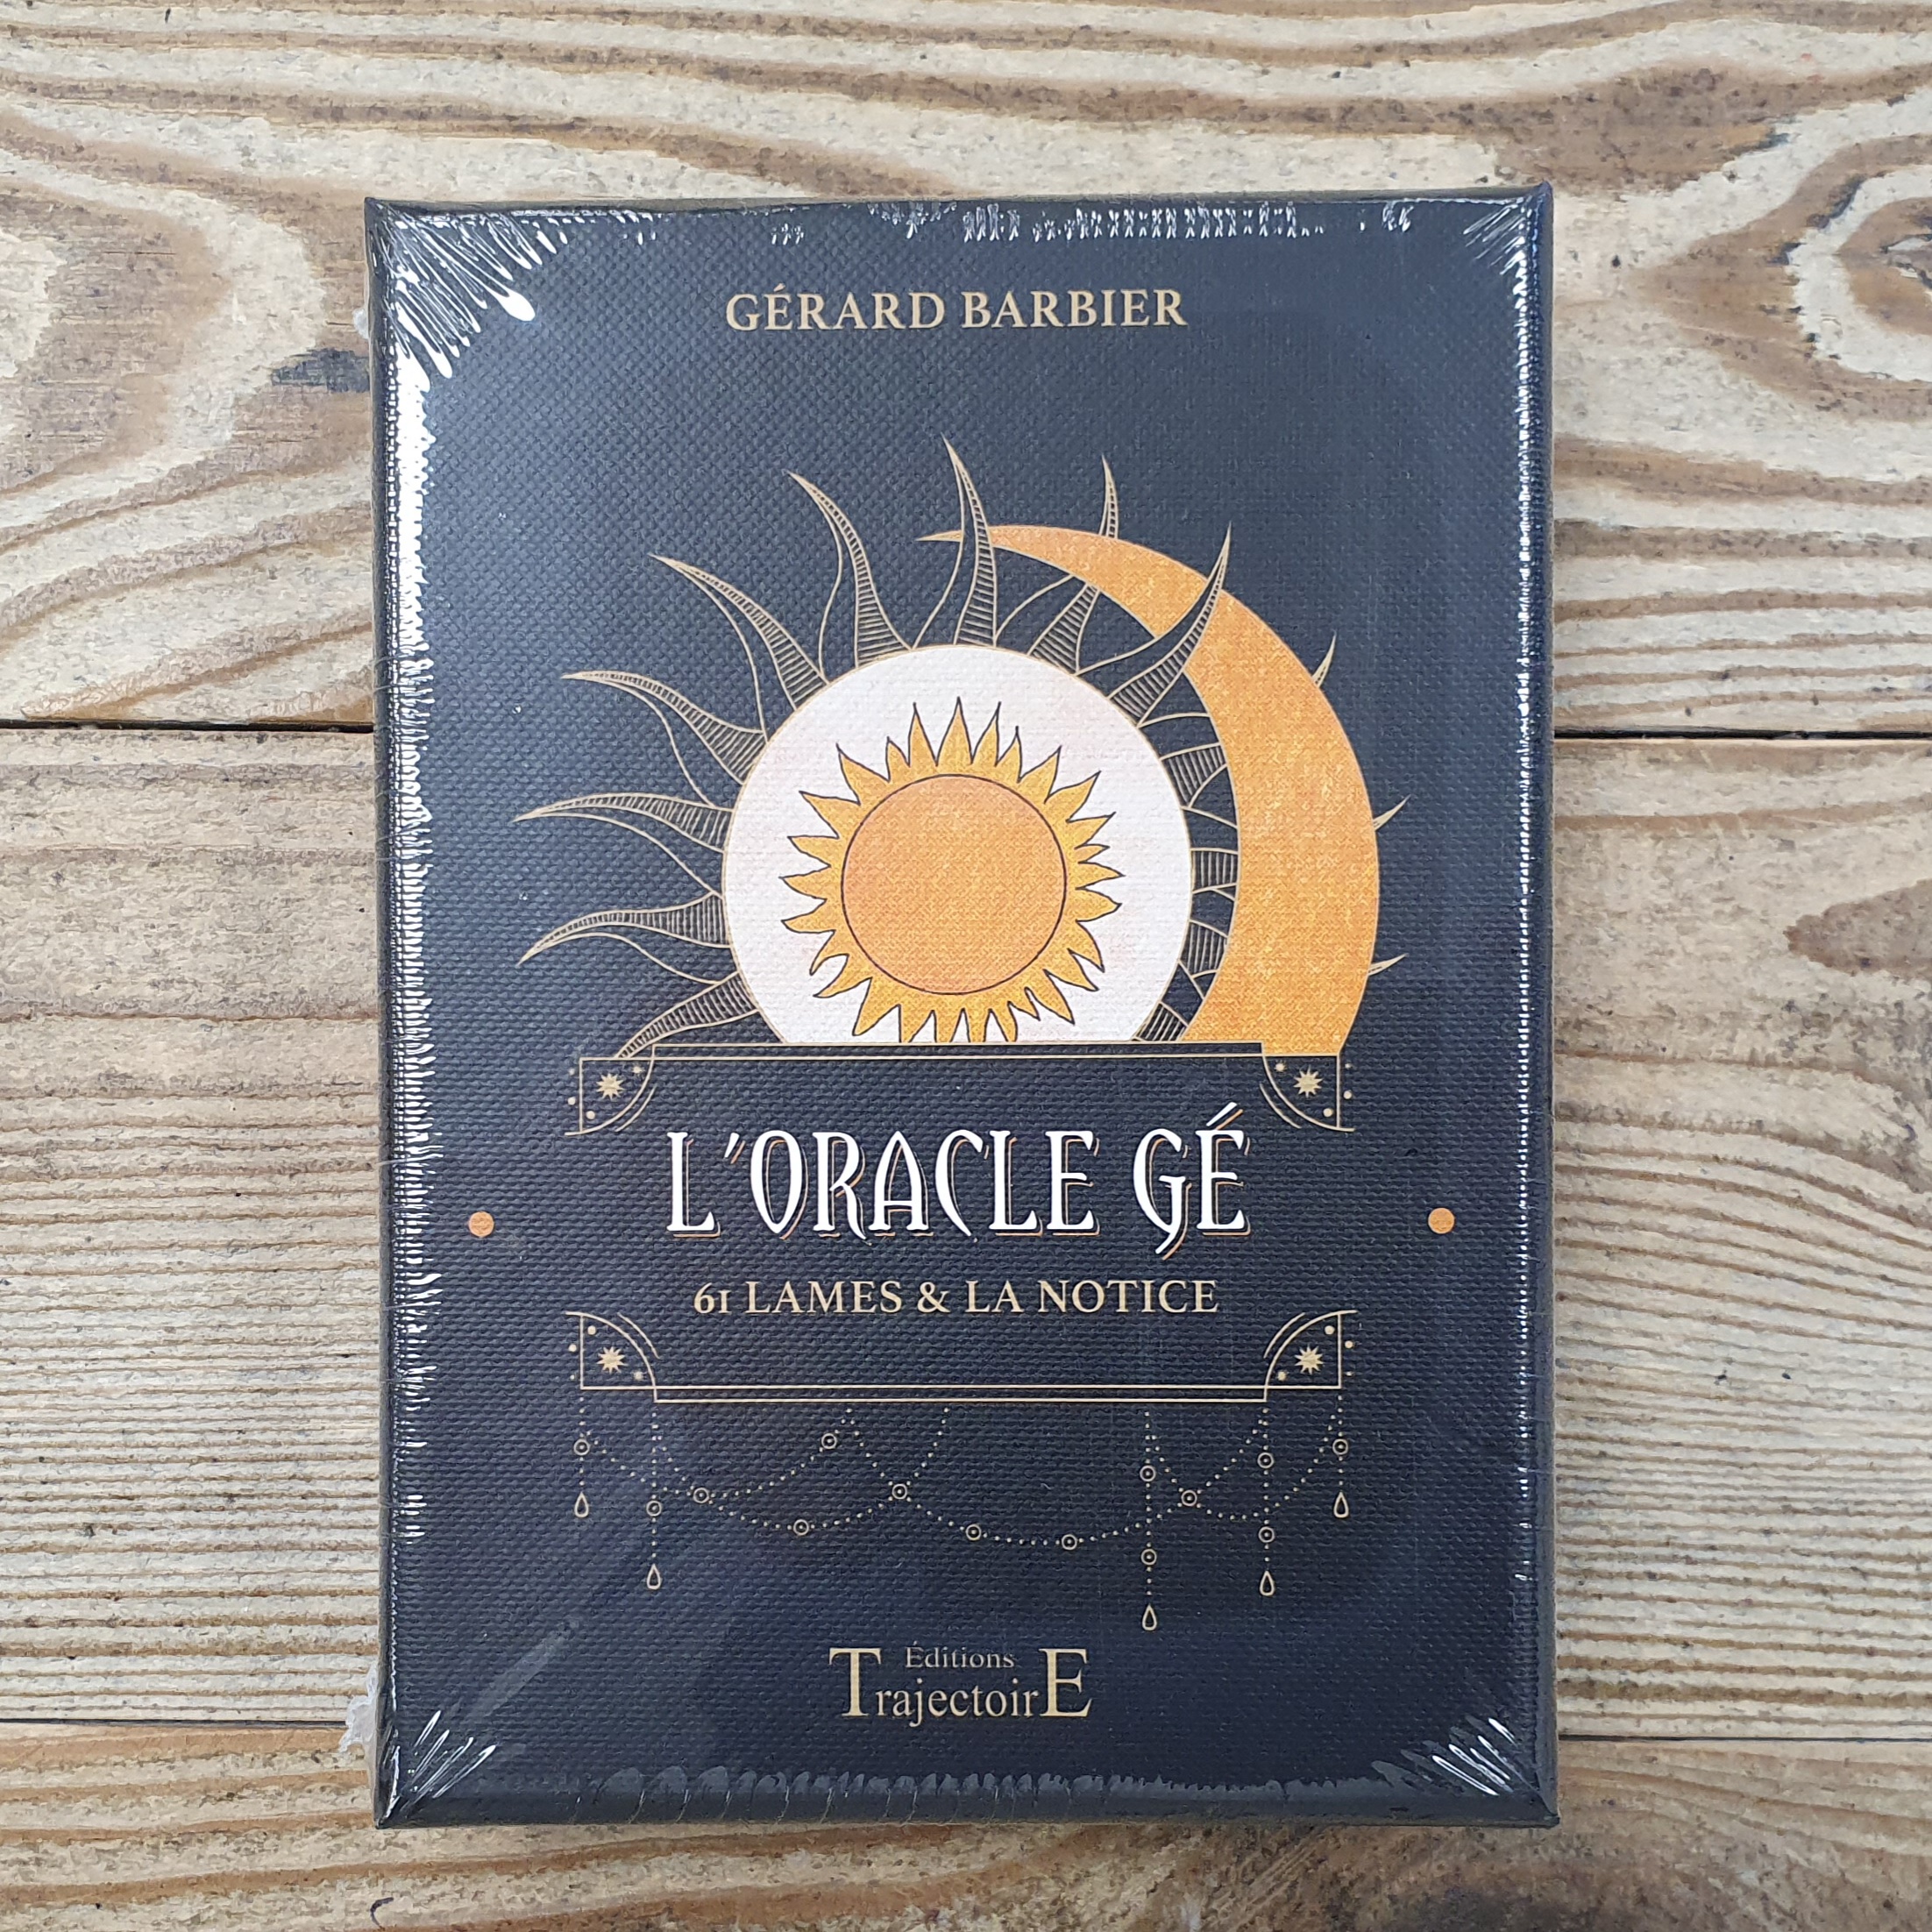 GÉRARD BARBIER
L'ORACLE GÉ
61 LAMES & LA NOTICE
Éditions
TrajectoirE